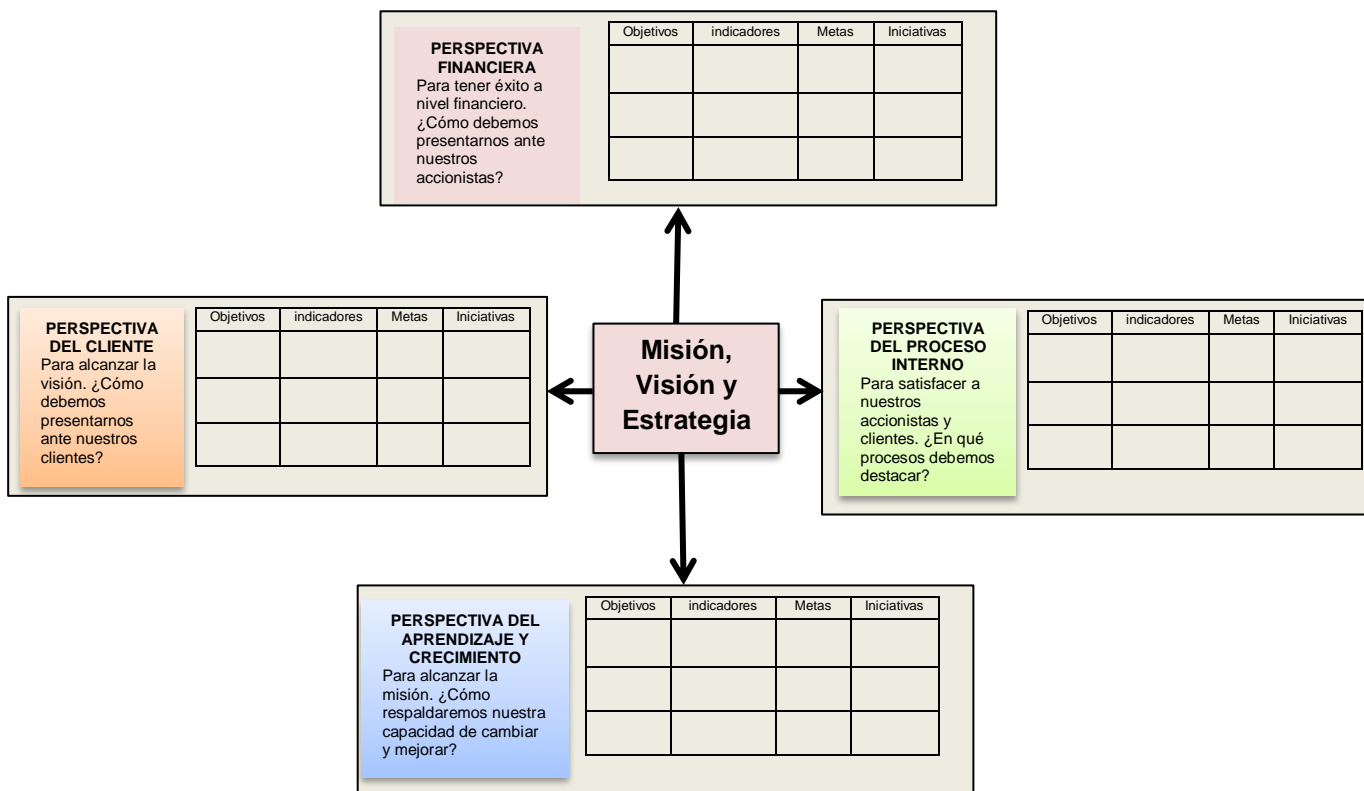 PERSPECTIVA
FINANCIERA
Para tener éxito a
nivel financiero.
¿Cómo debemos
presentarnos ante
nuestros
accionistas?
Objetivos indicadores Metas Iniciativas
PERSPECTIVA
DEL CLIENTE
Para alcanzar la
visión. ¿Cómo
debemos
presentarnos
ante nuestros
clientes?
Objetivos indicadores Metas Iniciativas
Misión,
Visión y
Estrategia
PERSPECTIVA
DEL PROCESO
INTERNO
Para satisfacer a
nuestros
accionistas y
clientes. ¿En qué
procesos debemos
destacar?
Objetivos indicadores Metas Iniciativas
PERSPECTIVA DEL
APRENDIZAJE Y
CRECIMIENTO
Para alcanzar la
misión. ¿Cómo
respaldaremos nuestra
capacidad de cambiar
y mejorar?
Objetivos indicadores Metas Iniciativas